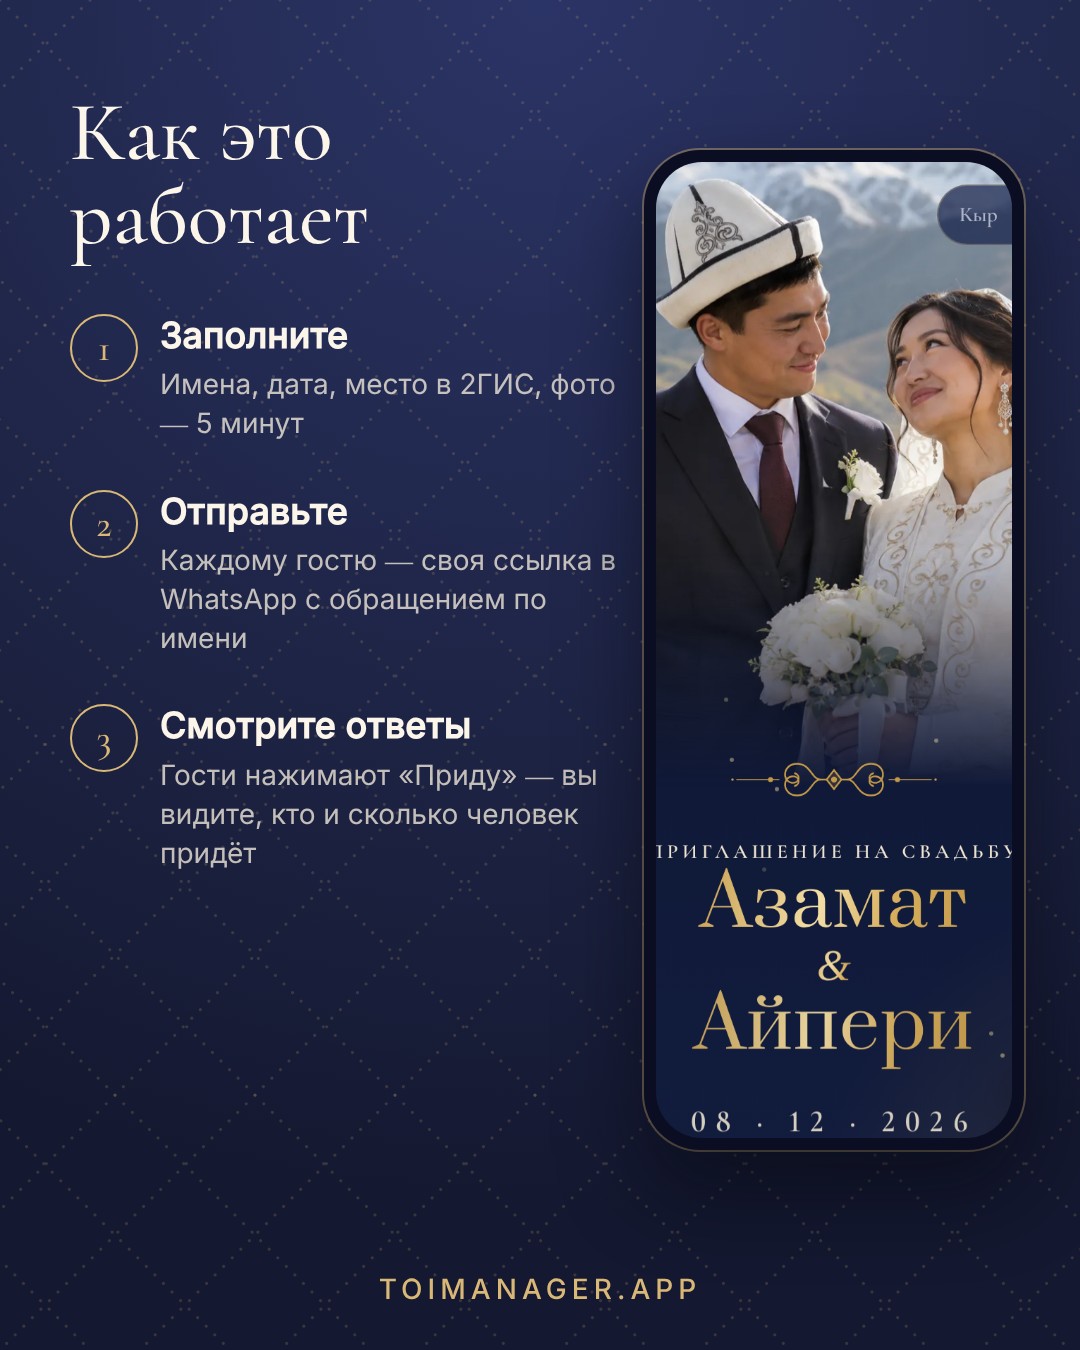 Как это
работает
1
Заполните
Имена, дата, место в 2ГИС, фото
— 5 минут
2
Отправьте
Каждому гостю — своя ссылка в
WhatsApp с обращением по
имени
3
Смотрите ответы
Гости нажимают «Приду» — вы
видите, кто и сколько человек
придёт
Кыр
ПРИГЛАШЕНИЕ НА СВАДЬБУ
Азамат
&
Айпери
08 · 12 · 2026
TOIMANAGER.APP